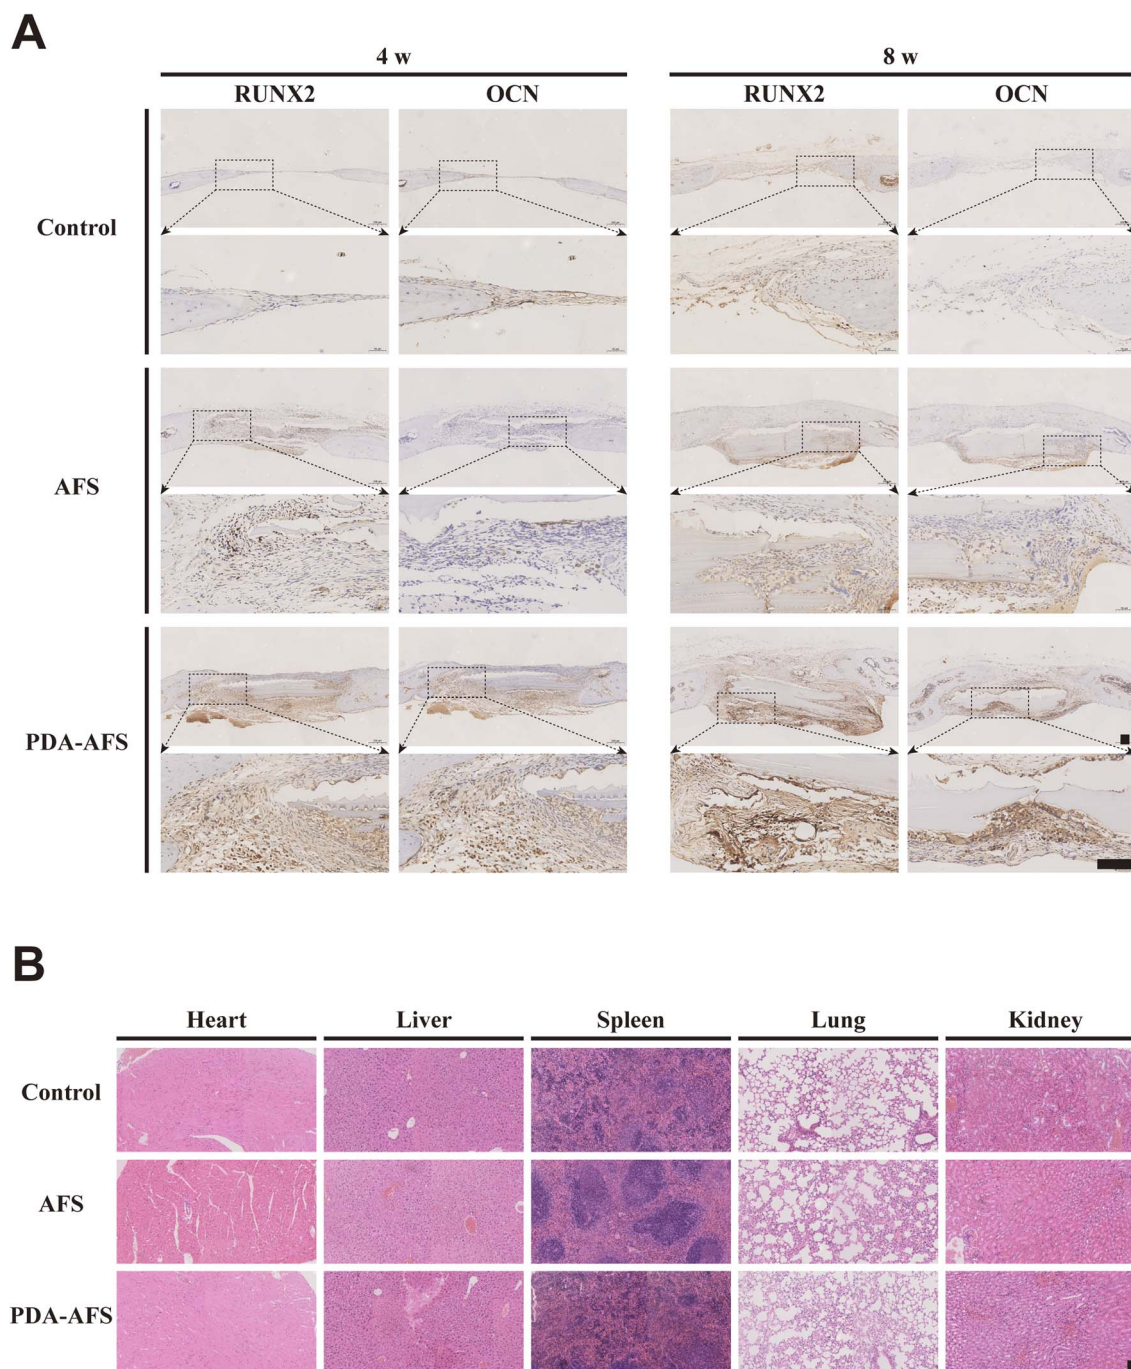 A
4 w
8 w
RUNX2
OCN
RUNX2
OCN
Control
AFS
PDA-AFS
B
Heart
Liver
Spleen
Lung
Kidney
Control
AFS
PDA-AFS